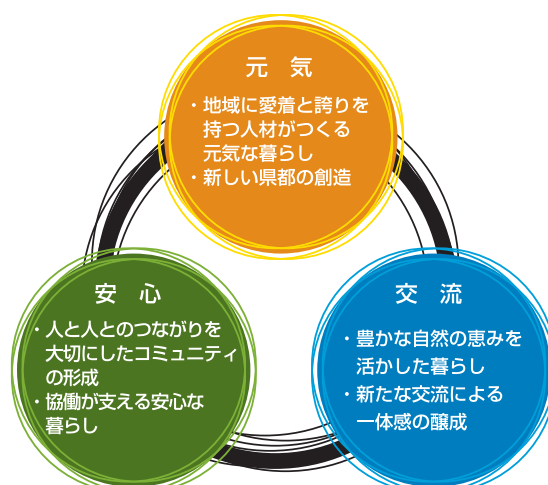 元 気
・地域に愛着と誇りを
持つ人材がつくる
元気な暮らし
・新しい県都の創造
安 心
・人と人とのつながりを
大切にしたコミュニティ
の形成
・協働が支える安心な
暮らし
交 流
・豊かな自然の恵みを
活かした暮らし
・新たな交流による
一体感の醸成